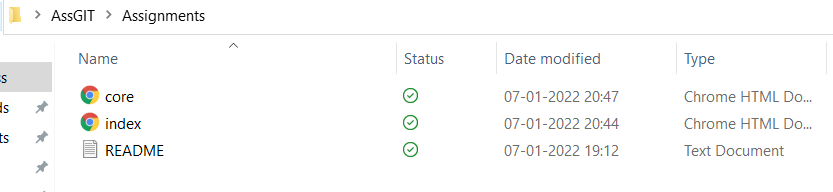 AssGIT > Assignments
Name Status Date modified Type
ss
core 07-01-2022 20:47 Chrome HTML Do...
ds
index 07-01-2022 20:44 Chrome HTML Do...
ts
README 07-01-2022 19:12 Text Document